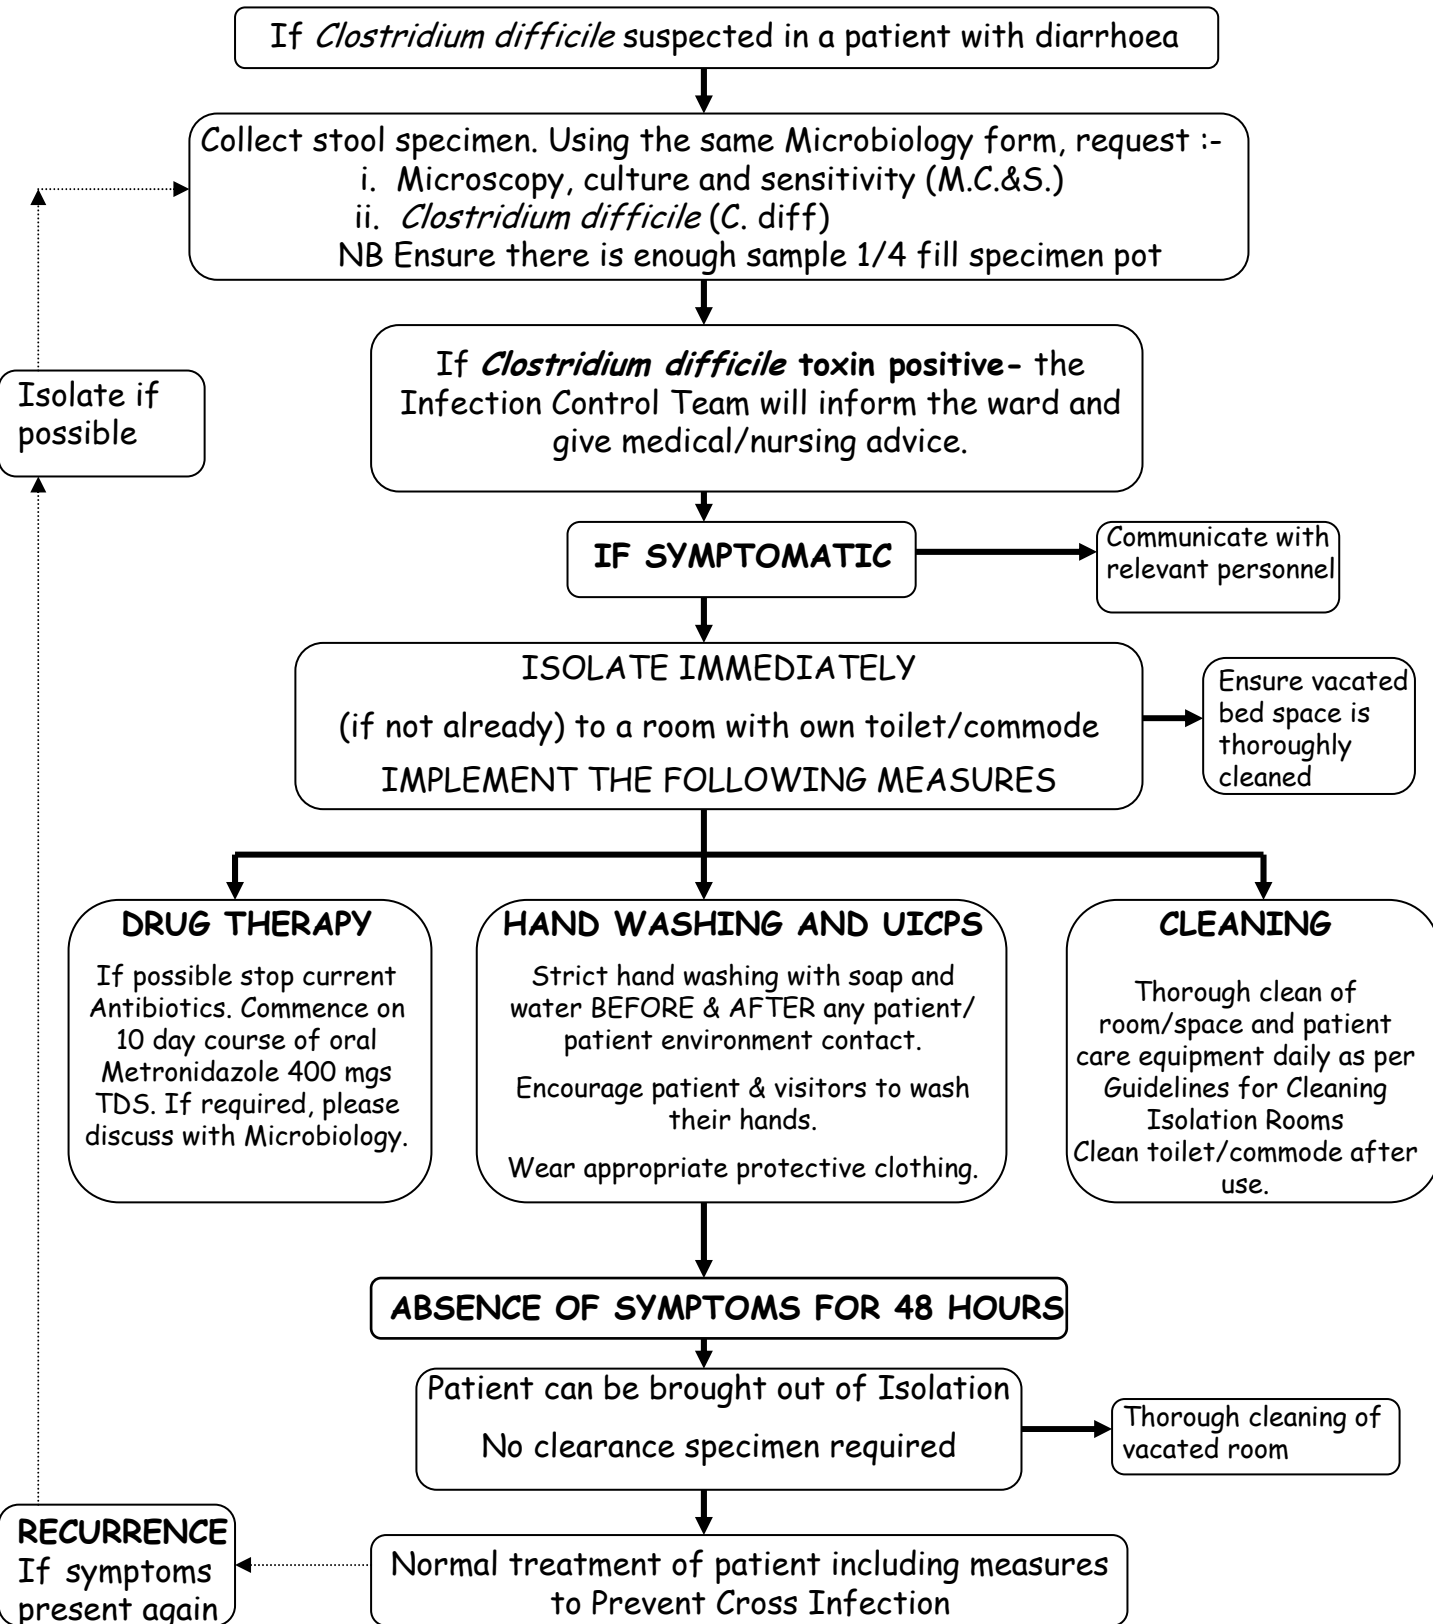 If Clostridium difficile suspected in a patient with diarrhoea
Collect stool specimen. Using the same Microbiology form, request :-
i. Microscopy, culture and sensitivity (M.C.&S.)
ii. Clostridium difficile (C. diff)
NB Ensure there is enough sample 1/4 fill specimen pot
Isolate if
possible
If Clostridium difficile toxin positive- the
Infection Control Team will inform the ward and
give medical/nursing advice.
IF SYMPTOMATIC
Communicate with
relevant personnel
ISOLATE IMMEDIATELY
(if not already) to a room with own toilet/commode
IMPLEMENT THE FOLLOWING MEASURES
Ensure vacated
bed space is
thoroughly
cleaned
DRUG THERAPY
If possible stop current
Antibiotics. Commence on
10 day course of oral
Metronidazole 400 mgs
TDS. If required, please
discuss with Microbiology.
HAND WASHING AND UICPS
Strict hand washing with soap and
water BEFORE & AFTER any patient/
patient environment contact.
Encourage patient & visitors to wash
their hands.
Wear appropriate protective clothing.
CLEANING
Thorough clean of
room/space and patient
care equipment daily as per
Guidelines for Cleaning
Isolation Rooms
Clean toilet/commode after
use.
ABSENCE OF SYMPTOMS FOR 48 HOURS
Patient can be brought out of Isolation
No clearance specimen required
Thorough cleaning of
vacated room
RECURRENCE
If symptoms
present again
Normal treatment of patient including measures
to Prevent Cross Infection